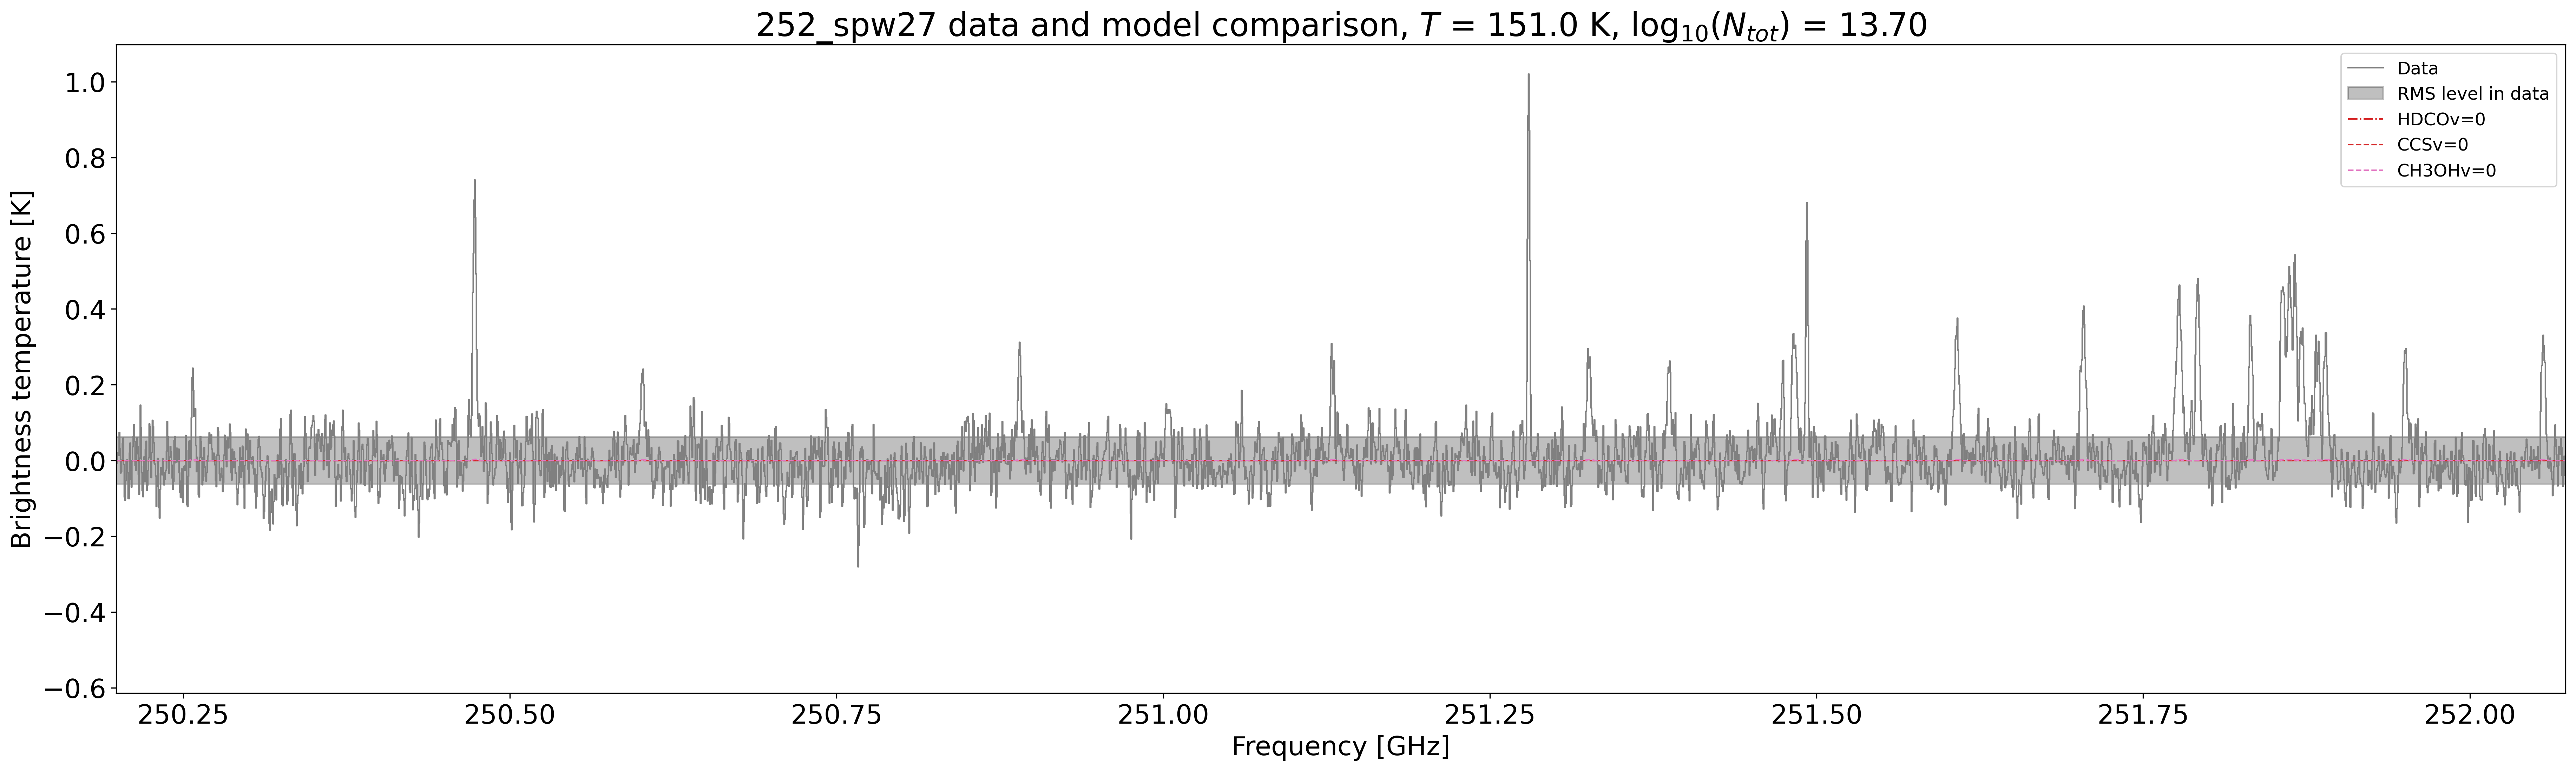 252_spw27 data and model comparison, T = 151.0 K, log₁₀(Nₜₒₜ) = 13.70
Data
RMS level in data
HDCOv=0
CCSv=0
CH3OHv=0
Brightness temperature [K]
1.0
0.8
0.6
0.4
0.2
0.0
−0.2
−0.4
−0.6
250.25 250.50 250.75 251.00 251.25 251.50 251.75 252.00
Frequency [GHz]